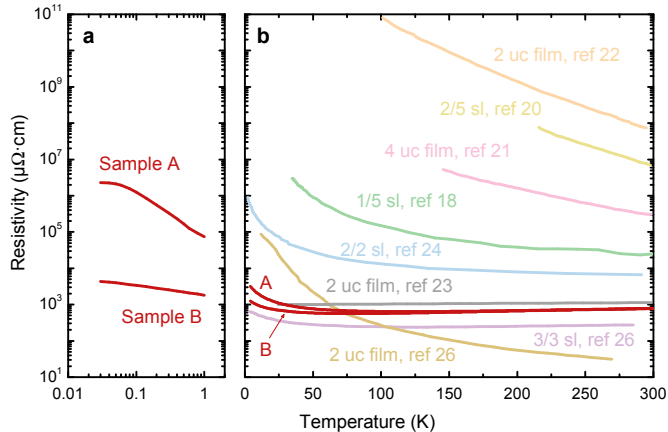 a
b
10¹¹
10⁹
10⁷
10⁵
10³
10¹
Resistivity (μΩ·cm)
Sample A
Sample B
2 uc film, ref 22
2/5 sl, ref 20
4 uc film, ref 21
1/5 sl, ref 18
2/2 sl, ref 24
2 uc film, ref 23
A
B
3/3 sl, ref 26
2 uc film, ref 26
0.01
0.1
1
0
50
100
150
200
250
300
Temperature (K)